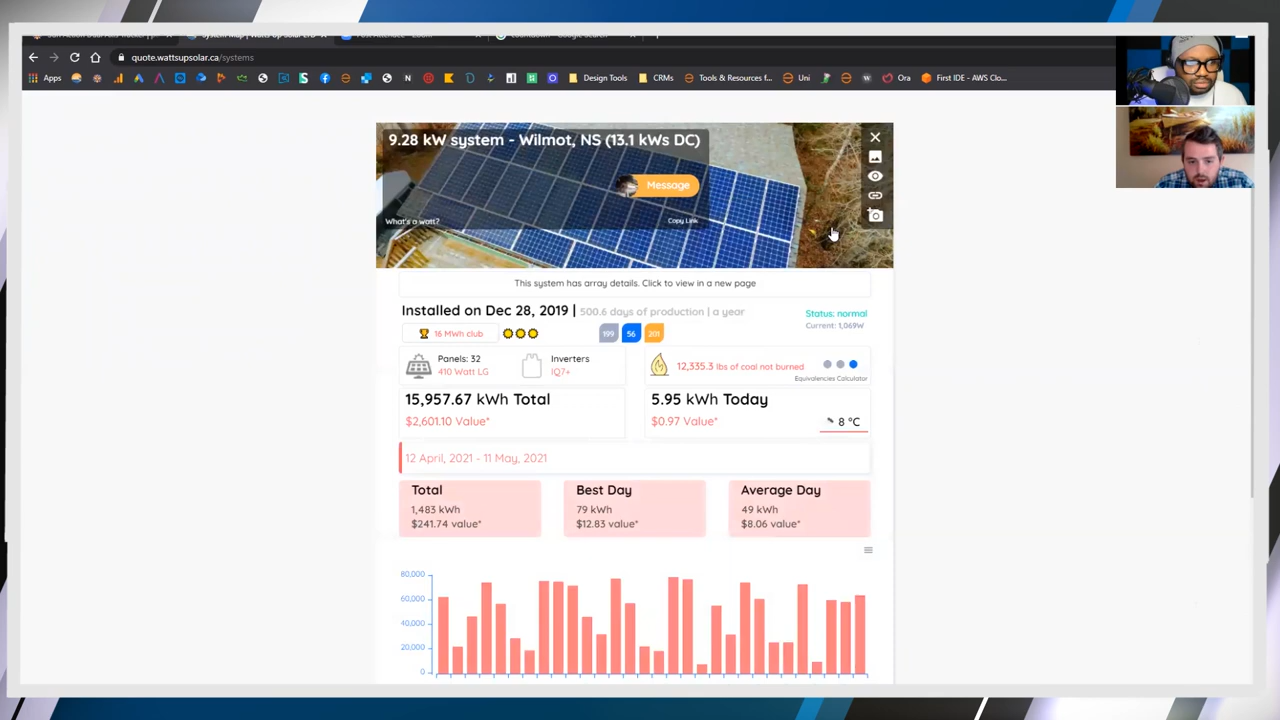 quote.wattsupsolar.ca/systems
Apps
Design Tools
CRMs
Tools & Resources f...
Uni
Ora
First IDE - AWS Clo...
9.28 kW system - Wilmot, NS (13.1 kWs DC)
Message
What's a watt?
Copy Link
This system has array details. Click to view in a new page
Installed on Dec 28, 2019 | 500.6 days of production | a year
Status: normal
Current: 1,069W
16 MWh club
199 56 201
Panels: 32
410 Watt LG
Inverters
IQ7+
12,335.3 lbs of coal not burned
Equivalencies Calculator
15,957.67 kWh Total
$2,601.10 Value*
5.95 kWh Today
$0.97 Value*
8 °C
12 April, 2021 - 11 May, 2021
Total
1,483 kWh
$241.74 value*
Best Day
79 kWh
$12.83 value*
Average Day
49 kWh
$8.06 value*
80,000
60,000
40,000
20,000
0